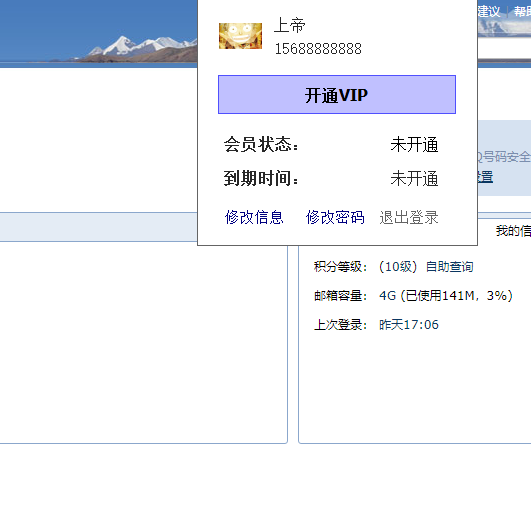 建议 帮助
上帝
15688888888
开通VIP
会员状态： 未开通
到期时间： 未开通
修改信息 修改密码 退出登录
Q号码安全
置
我的信
积分等级： (10级) 自助查询
邮箱容量： 4G (已使用141M，3%)
上次登录： 昨天17:06